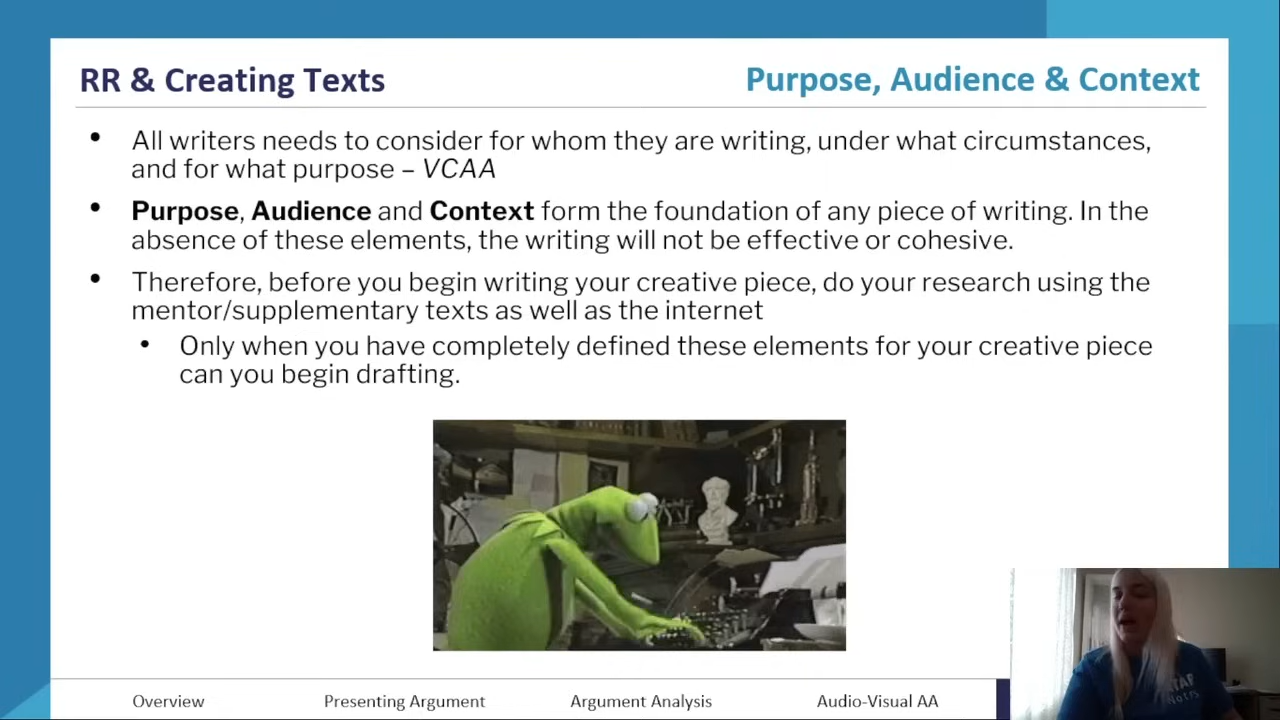 RR & Creating Texts
Purpose, Audience & Context
All writers needs to consider for whom they are writing, under what circumstances,
and for what purpose – VCAA
Purpose, Audience and Context form the foundation of any piece of writing. In the
absence of these elements, the writing will not be effective or cohesive.
Therefore, before you begin writing your creative piece, do your research using the
mentor/supplementary texts as well as the internet
Only when you have completely defined these elements for your creative piece
can you begin drafting.
Overview
Presenting Argument
Argument Analysis
Audio-Visual AA